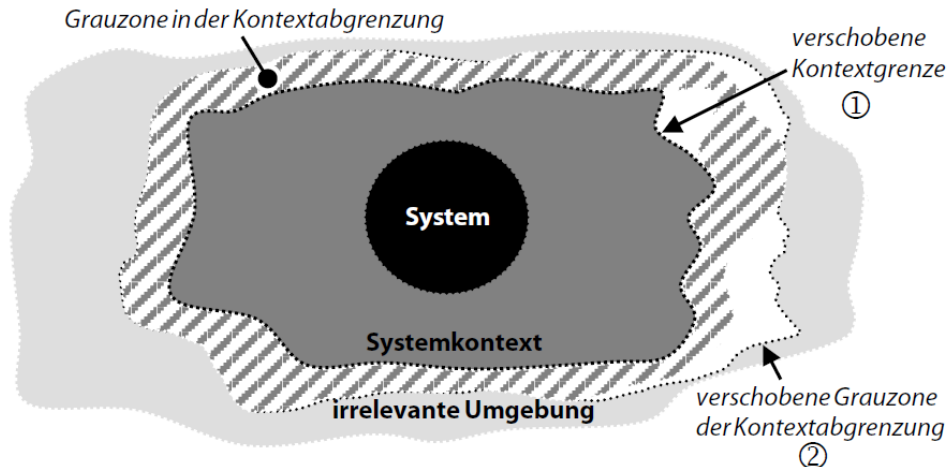 Grauzone in der Kontextabgrenzung
verschobene
Kontextgrenze
①
System
Systemkontext
irrelevante Umgebung
verschobene Grauzone
der Kontextabgrenzung
②